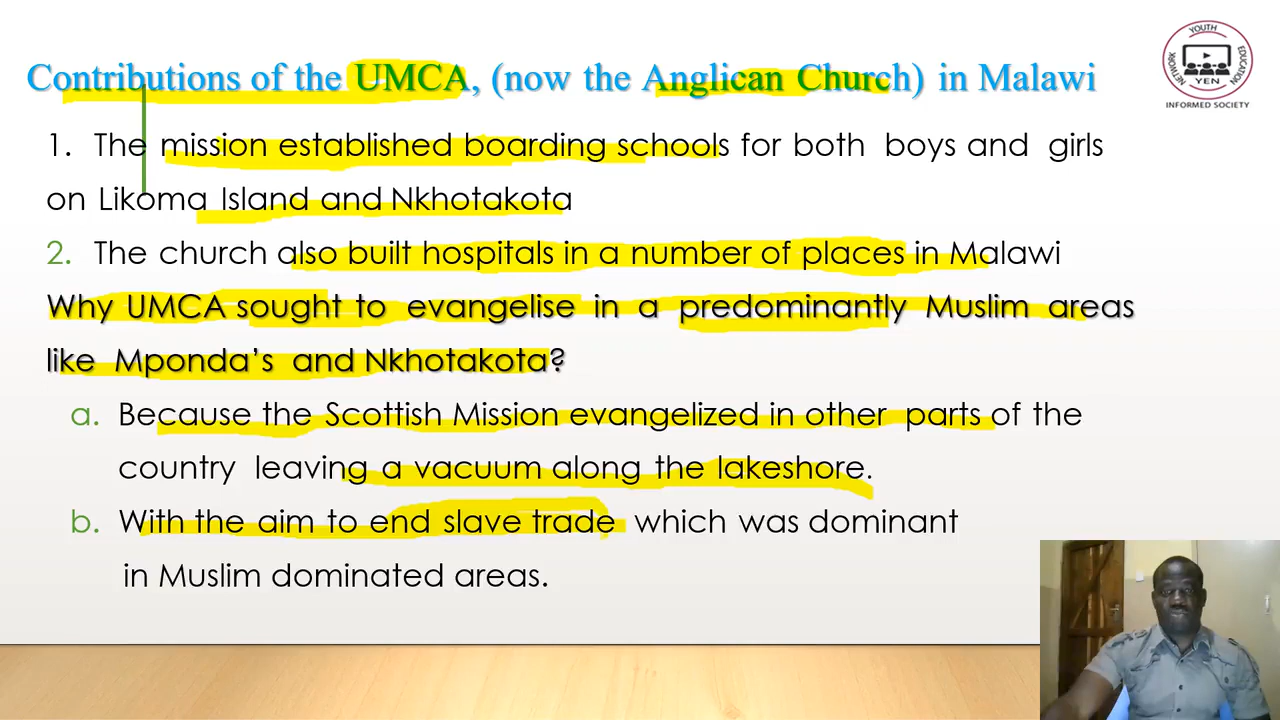 Contributions of the UMCA, (now the Anglican Church) in Malawi
YOUTH
NETWORK
EDUCATION
YEN
INFORMED SOCIETY
1. The mission established boarding schools for both boys and girls
on Likoma Island and Nkhotakota
2. The church also built hospitals in a number of places in Malawi
Why UMCA sought to evangelise in a predominantly Muslim areas
like Mponda's and Nkhotakota?
a. Because the Scottish Mission evangelized in other parts of the
country leaving a vacuum along the lakeshore.
b. With the aim to end slave trade which was dominant
in Muslim dominated areas.